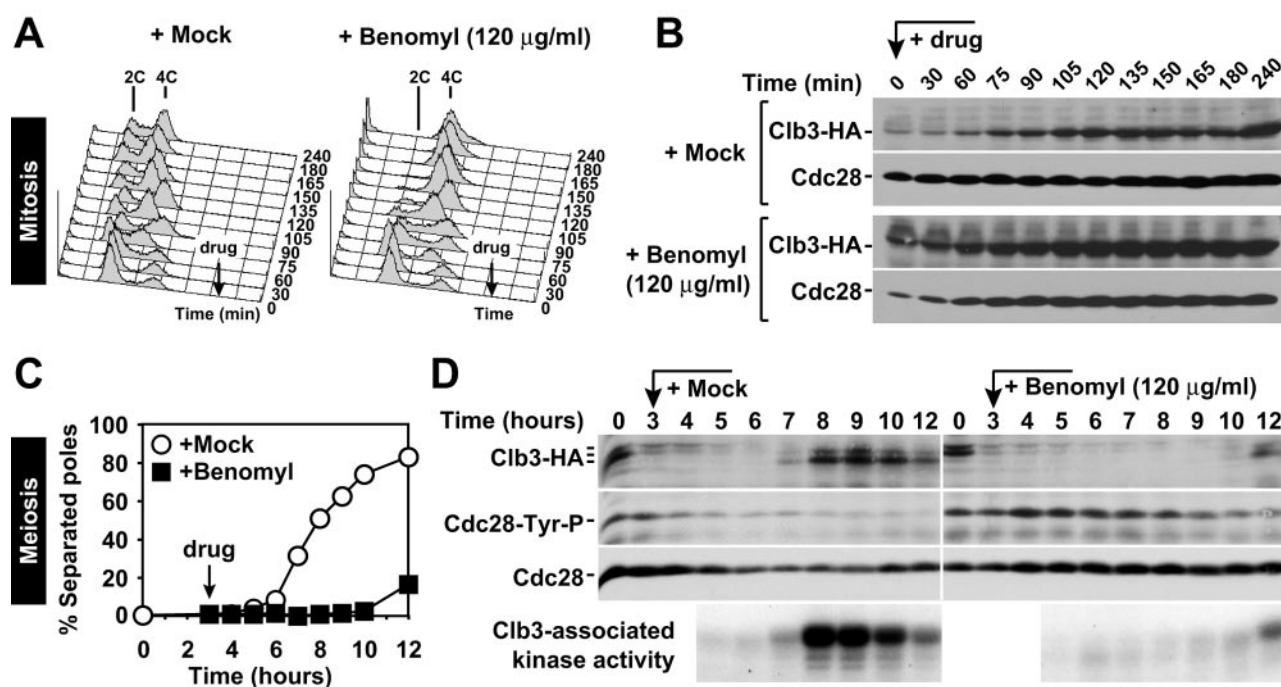 A
+ Mock
+ Benomyl (120 µg/ml)
2C 4C
2C 4C
Mitosis
240
180
165
150
135
120
105
90
75
60
30
0
drug
Time (min)
240
180
165
150
135
120
105
90
75
60
30
0
drug
Time
B
+ drug
Time (min) 0 30 60 75 90 105 120 135 150 165 180 240
+ Mock
Clb3-HA-
Cdc28-
+ Benomyl
(120 µg/ml)
Clb3-HA-
Cdc28-
C
Meiosis
% Separated poles
100
80
60
40
20
0
+Mock
+Benomyl
drug
0 2 4 6 8 10 12
Time (hours)
D
+ Mock
+ Benomyl (120 µg/ml)
Time (hours) 0 3 4 5 6 7 8 9 10 12 0 3 4 5 6 7 8 9 10 12
Clb3-HA
Cdc28-Tyr-P-
Cdc28-
Clb3-associated
kinase activity